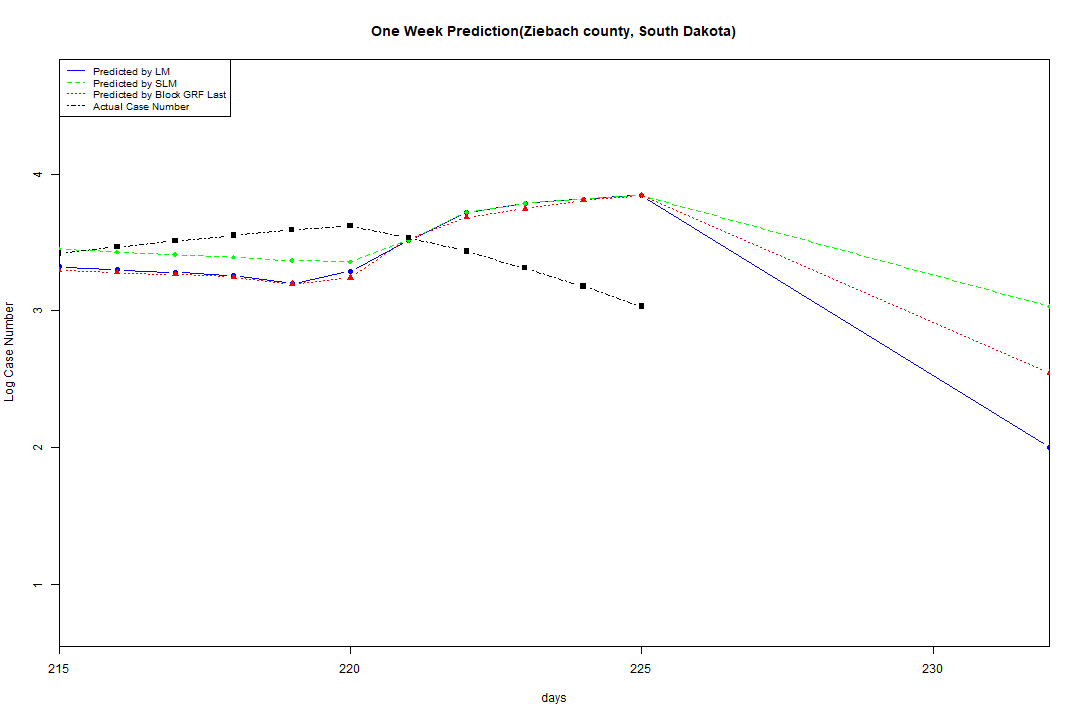 One Week Prediction(Ziebach county, South Dakota)
Predicted by LM
Predicted by SLM
Predicted by Block GRF Last
Actual Case Number
4
3
2
1
Log Case Number
215 220 225 230
days